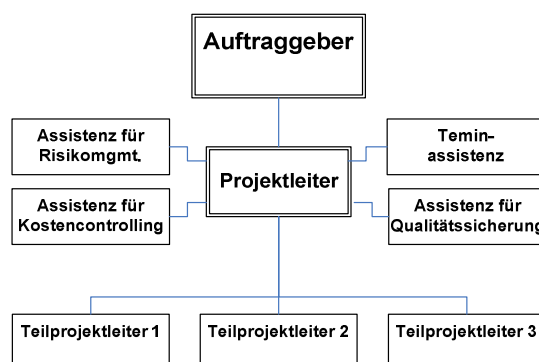 Auftraggeber
Assistenz für
Risikomgmt.
Temin-
assistenz
Projektleiter
Assistenz für
Kostencontrolling
Assistenz für
Qualitätssicherung
Teilprojektleiter 1
Teilprojektleiter 2
Teilprojektleiter 3